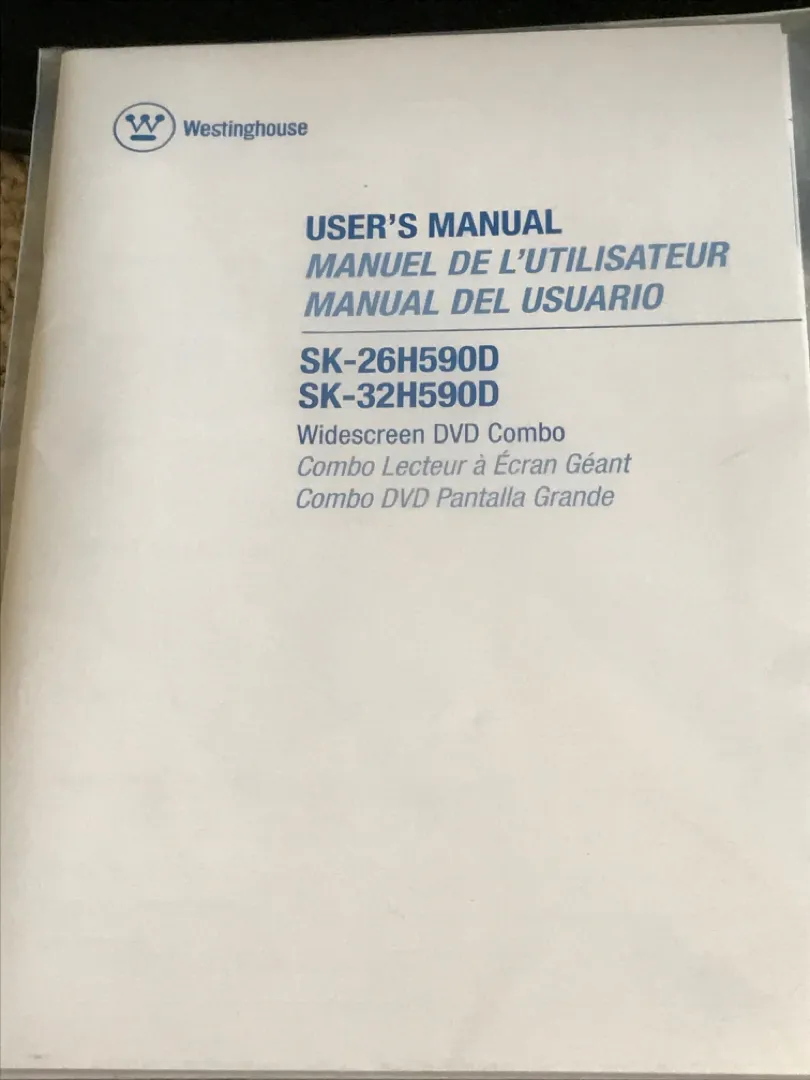 Westinghouse
USER'S MANUAL
MANUEL DE L'UTILISATEUR
MANUAL DEL USUARIO
SK-26H590D
SK-32H590D
Widescreen DVD Combo
Combo Lecteur à Écran Géant
Combo DVD Pantalla Grande